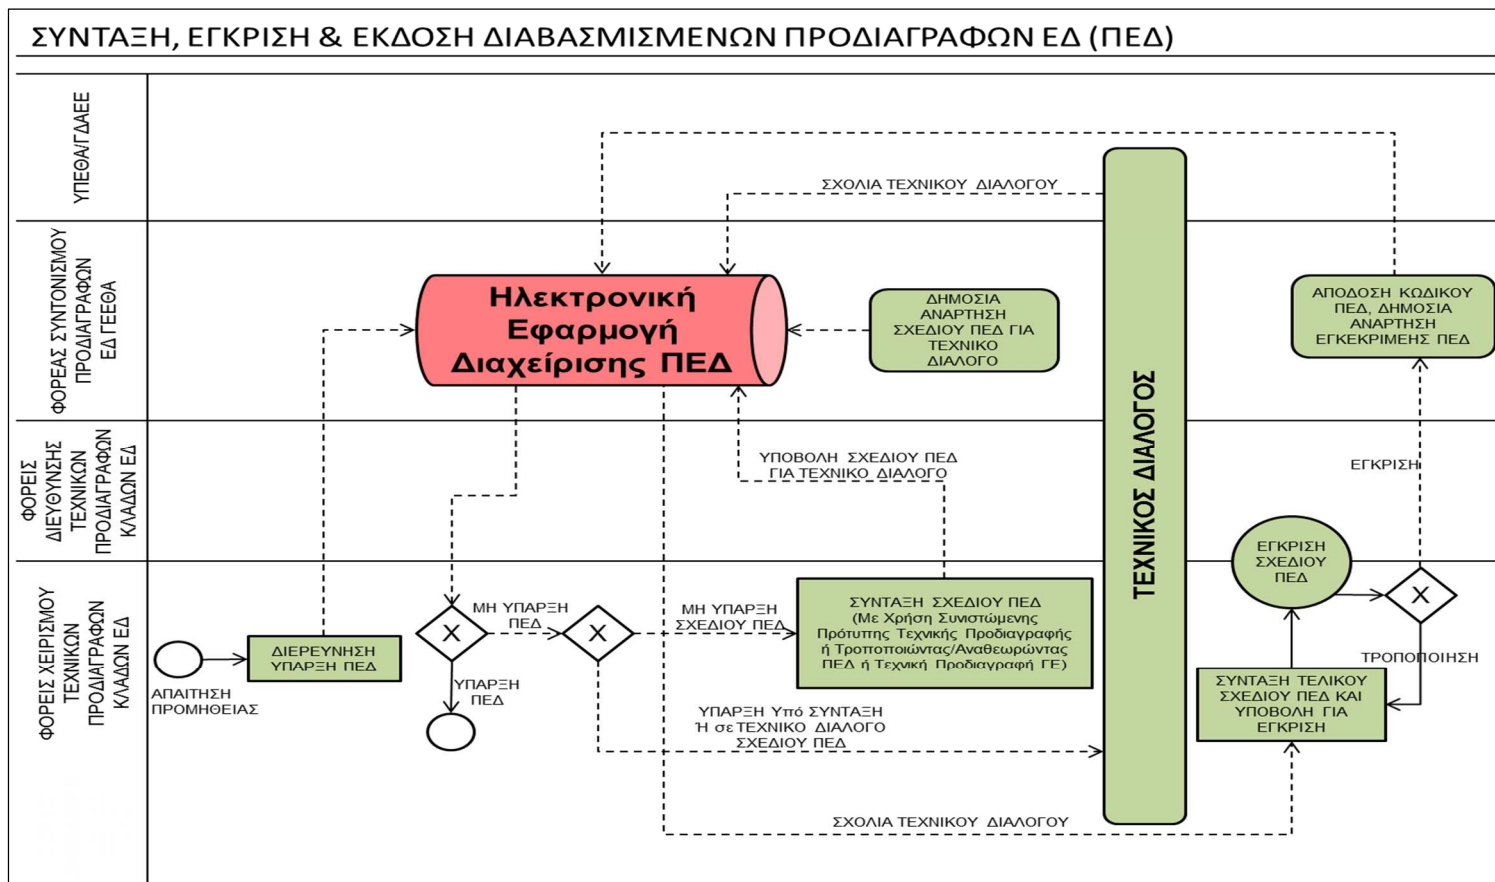 ΣΥΝΤΑΞΗ, ΕΓΚΡΙΣΗ & ΕΚΔΟΣΗ ΔΙΑΒΑΣΜΙΣΜΕΝΩΝ ΠΡΟΔΙΑΓΡΑΦΩΝ ΕΔ (ΠΕΔ)
ΥΠΕΘΑ/ΓΔΑΕΕ
ΣΧΟΛΙΑ ΤΕΧΝΙΚΟΥ ΔΙΑΛΟΓΟΥ
ΦΟΡΕΑΣ ΣΥΝΤΟΝΙΣΜΟΥ
ΠΡΟΔΙΑΓΡΑΦΩΝ
ΕΔ ΓΕΕΘΑ
Ηλεκτρονική
Εφαρμογή
Διαχείρισης ΠΕΔ
ΔΗΜΟΣΙΑ
ΑΝΑΡΤΗΣΗ
ΣΧΕΔΙΟΥ ΠΕΔ ΓΙΑ
ΤΕΧΝΙΚΟ
ΔΙΑΛΟΓΟ
ΑΠΟΔΟΣΗ ΚΩΔΙΚΟΥ
ΠΕΔ, ΔΗΜΟΣΙΑ
ΑΝΑΡΤΗΣΗ
ΕΓΚΕΚΡΙΜΕΗΣ ΠΕΔ
ΤΕΧΝΙΚΟΣ ΔΙΑΛΟΓΟΣ
ΦΟΡΕΙΣ
ΔΙΕΥΘΥΝΣΗΣ
ΤΕΧΝΙΚΩΝ
ΠΡΟΔΙΑΓΡΑΦΩΝ
ΚΛΑΔΩΝ ΕΔ
ΥΠΟΒΟΛΗ ΣΧΕΔΙΟΥ ΠΕΔ
ΓΙΑ ΤΕΧΝΙΚΟ ΔΙΑΛΟΓΟ
ΕΓΚΡΙΣΗ
ΕΓΚΡΙΣΗ
ΣΧΕΔΙΟΥ
ΠΕΔ
ΦΟΡΕΙΣ ΧΕΙΡΙΣΜΟΥ
ΤΕΧΝΙΚΩΝ
ΠΡΟΔΙΑΓΡΑΦΩΝ
ΚΛΑΔΩΝ ΕΔ
ΑΠΑΙΤΗΣΗ
ΠΡΟΜΗΘΕΙΑΣ
ΔΙΕΡΕΥΝΗΣΗ
ΥΠΑΡΞΗ ΠΕΔ
X
ΜΗ ΥΠΑΡΞΗ
ΠΕΔ
ΥΠΑΡΞΗ
ΠΕΔ
X
ΜΗ ΥΠΑΡΞΗ
ΣΧΕΔΙΟΥ ΠΕΔ
ΣΥΝΤΑΞΗ ΣΧΕΔΙΟΥ ΠΕΔ
(Με Χρήση Συνιστώμενης
Πρότυπης Τεχνικής Προδιαγραφής
ή Τροποποιώντας/Αναθεωρώντας
ΠΕΔ ή Τεχνική Προδιαγραφή ΓΕ)
X
ΤΡΟΠΟΠΟΙΗΣΗ
ΣΥΝΤΑΞΗ ΤΕΛΙΚΟΥ
ΣΧΕΔΙΟΥ ΠΕΔ ΚΑΙ
ΥΠΟΒΟΛΗ ΓΙΑ
ΕΓΚΡΙΣΗ
ΥΠΑΡΞΗ Υπό ΣΥΝΤΑΞΗ
Ή σε ΤΕΧΝΙΚΟ ΔΙΑΛΟΓΟ
ΣΧΕΔΙΟΥ ΠΕΔ
ΣΧΟΛΙΑ ΤΕΧΝΙΚΟΥ ΔΙΑΛΟΓΟΥ